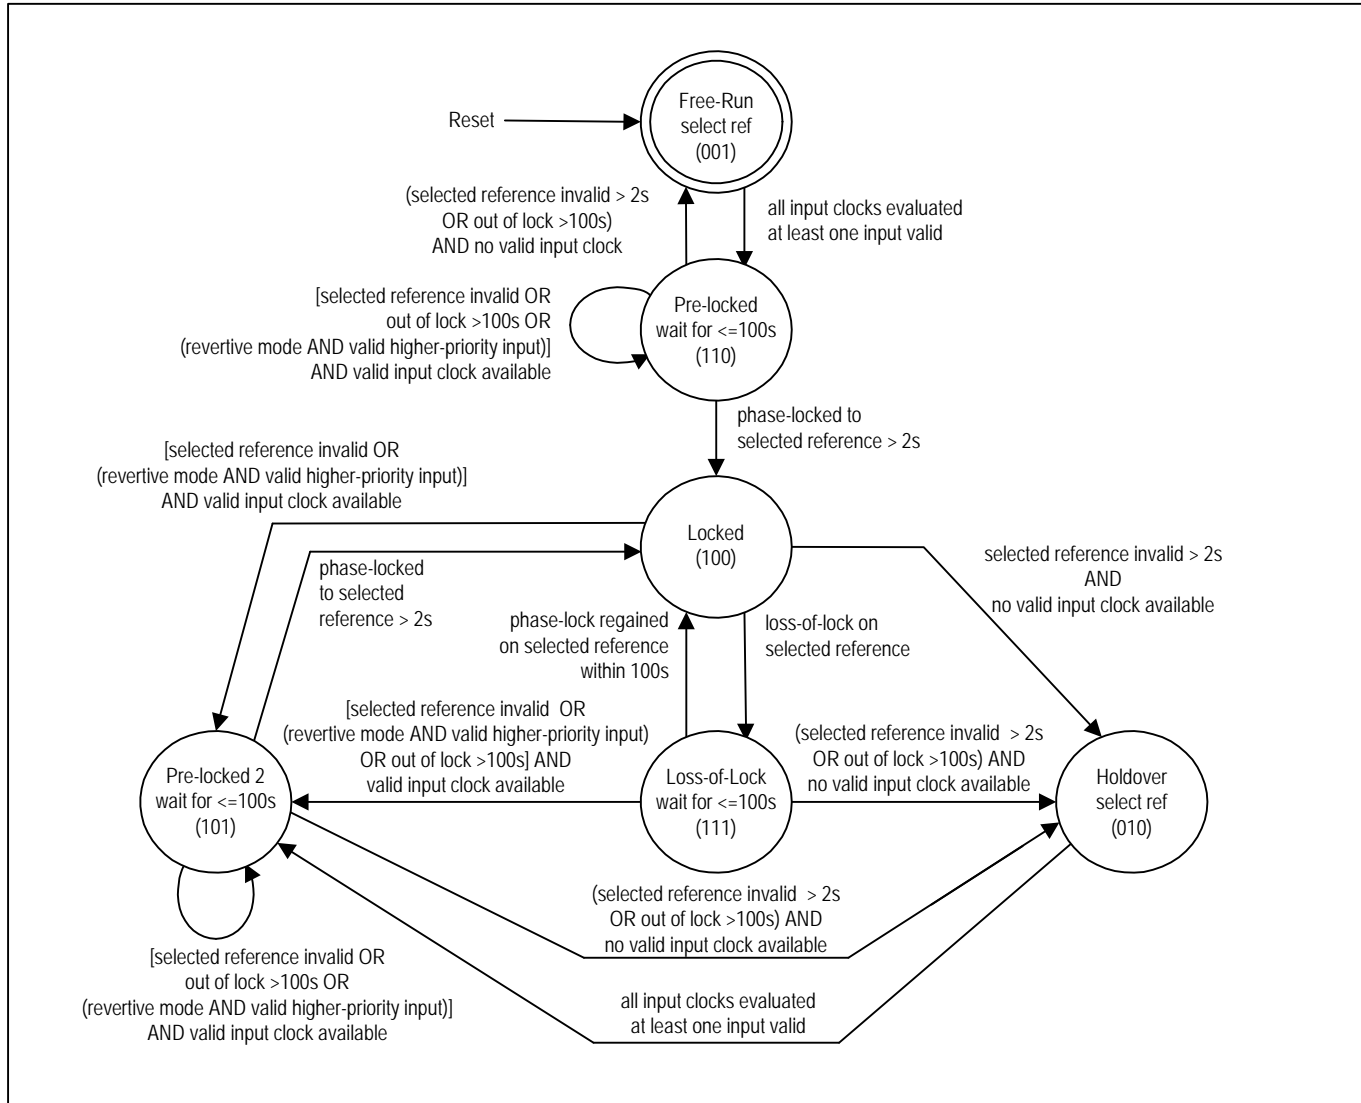 Free-Run
select ref
(001)
Reset
(selected reference invalid > 2s
OR out of lock >100s)
AND no valid input clock
all input clocks evaluated
at least one input valid
[selected reference invalid OR
out of lock >100s OR
(revertive mode AND valid higher-priority input)]
AND valid input clock available
Pre-locked
wait for <=100s
(110)
phase-locked to
selected reference > 2s
[selected reference invalid OR
(revertive mode AND valid higher-priority input)]
AND valid input clock available
Locked
(100)
phase-locked
to selected
reference > 2s
selected reference invalid > 2s
AND
no valid input clock available
phase-lock regained
on selected reference
within 100s
loss-of-lock on
selected reference
[selected reference invalid OR
(revertive mode AND valid higher-priority input)
OR out of lock >100s] AND
valid input clock available
(selected reference invalid > 2s
OR out of lock >100s) AND
no valid input clock available
Pre-locked 2
wait for <=100s
(101)
Loss-of-Lock
wait for <=100s
(111)
Holdover
select ref
(010)
(selected reference invalid > 2s
OR out of lock >100s) AND
no valid input clock available
[selected reference invalid OR
out of lock >100s OR
(revertive mode AND valid higher-priority input)]
AND valid input clock available
all input clocks evaluated
at least one input valid